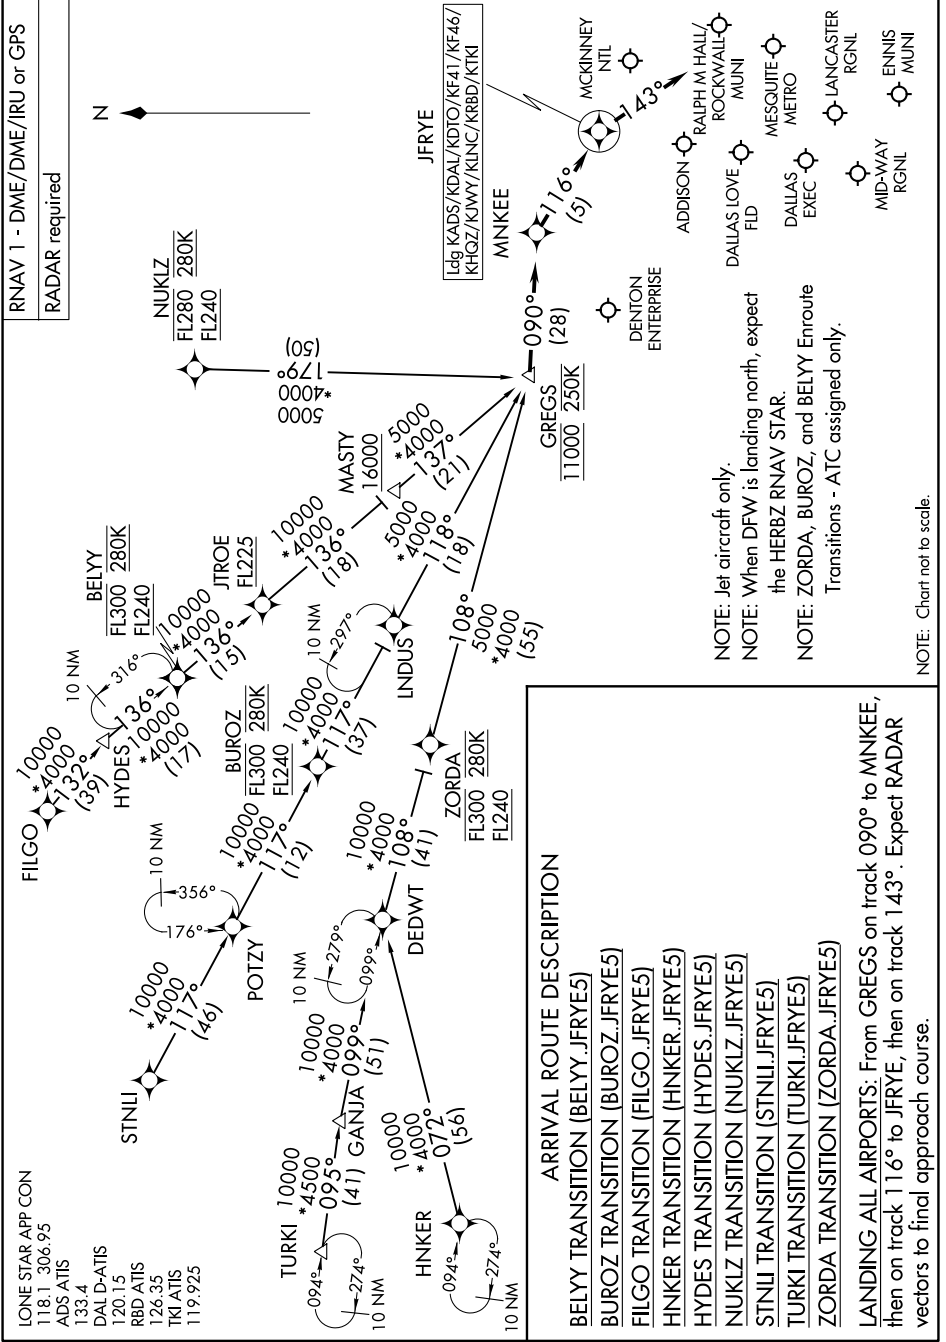 RNAV 1 - DME/DME/IRU or GPS
RADAR required
LONE STAR APP CON
118.1 306.95
ADS ATIS
133.4
DAL D-ATIS
120.15
RBD ATIS
126.35
TKI ATIS
119.925
N
NUKLZ
FL280 280K
FL240
5000
*4000
179°
(50)
JFRYE
Ldg KADS/KDAL/KDTO/KF41/KF46/
KHQZ/KJWY/KLNC/KRBD/KTKI
MCKINNEY
NTL
143°
116°
(5)
MNKEE
090°
(28)
GREGS
11000 250K
ADDISON
RALPH M HALL/
ROCKWALL
MUNI
DALLAS LOVE
FLD
MESQUITE
METRO
DALLAS
EXEC
LANCASTER
RGNL
MID-WAY
RGNL
ENNIS
MUNI
DENTON
ENTERPRISE
FILGO
10000
*4000
132°
(39)
HYDES
10 NM
316°
136°
10000
*4000
(17)
BELYY
FL300 280K
FL240
10000
*4000
136°
(15)
JTROE
FL225
10000
*4000
136°
(18)
MASTY
16000
5000
*4000
137°
(21)
STNLI
10000
*4000
117°
(46)
POTZY
10 NM
356°
176°
10000
*4000
117°
(12)
BUROZ
FL300 280K
FL240
10000
*4000
117°
(37)
10 NM
297°
LNDUS
5000
*4000
118°
(18)
TURKI
10000
*4500
095°
(41)
094°
274°
10 NM
GANJA
10000
*4000
099°
(51)
10 NM
279°
099°
DEDWT
HNKER
10000
*4000
072°
(56)
094°
274°
10 NM
10000
*4000
108°
(41)
ZORDA
FL300 280K
FL240
108°
5000
*4000
(55)
NOTE: Jet aircraft only.
NOTE: When DFW is landing north, expect
the HERBZ RNAV STAR.
NOTE: ZORDA, BUROZ, and BELYY Enroute
Transitions - ATC assigned only.
NOTE: Chart not to scale.
ARRIVAL ROUTE DESCRIPTION
BELYY TRANSITION (BELYY.JFRYE5)
BUROZ TRANSITION (BUROZ.JFRYE5)
FILGO TRANSITION (FILGO.JFRYE5)
HNKER TRANSITION (HNKER.JFRYE5)
HYDES TRANSITION (HYDES.JFRYE5)
NUKLZ TRANSITION (NUKLZ.JFRYE5)
STNLI TRANSITION (STNLI.JFRYE5)
TURKI TRANSITION (TURKI.JFRYE5)
ZORDA TRANSITION (ZORDA.JFRYE5)
LANDING ALL AIRPORTS: From GREGS on track 090° to MNKEE,
then on track 116° to JFRYE, then on track 143°. Expect RADAR
vectors to final approach course.